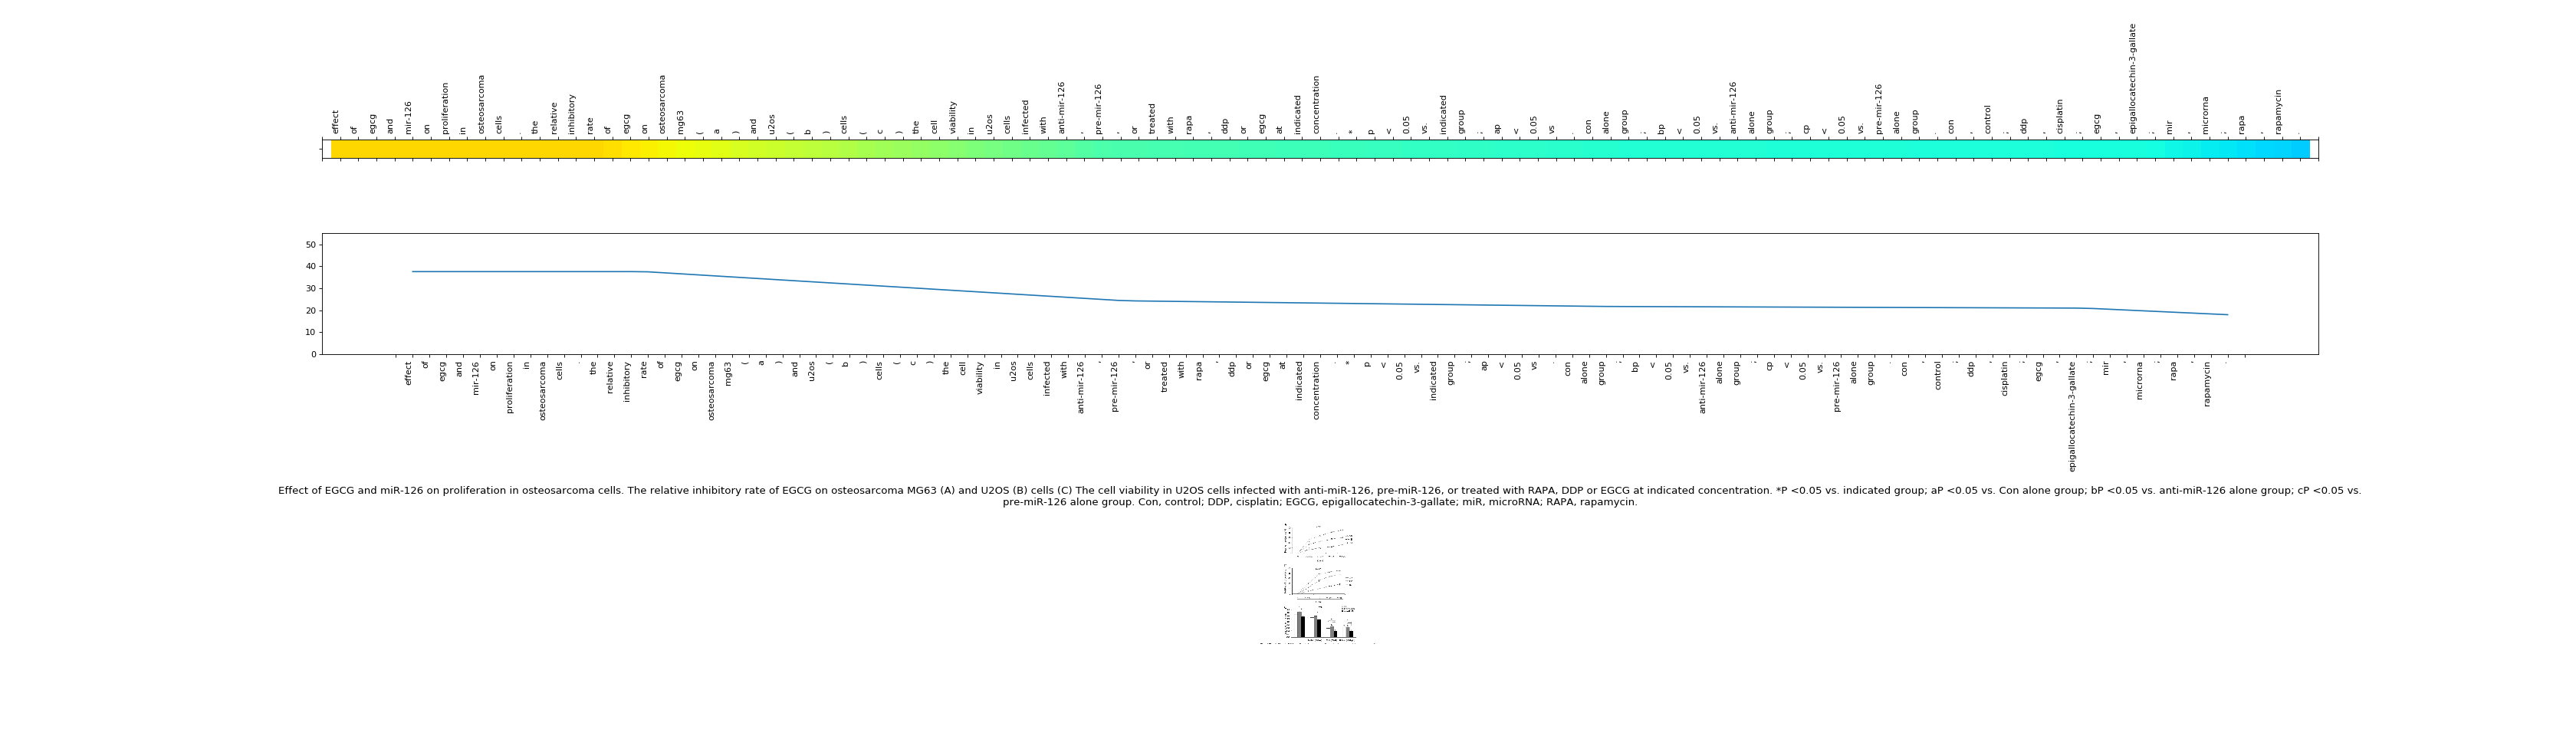 effect of egcg and mir-126 on proliferation in osteosarcoma cells . the relative inhibitory rate of egcg on osteosarcoma mg63 ( a ) and u2os ( b ) cells ( c ) the cell viability in u2os cells infected with anti-mir-126 , pre-mir-126 , or treated with rapa , ddp or egcg at indicated concentration . * p < 0.05 vs. indicated group ; ap < 0.05 vs . con alone group ; bp < 0.05 vs. anti-mir-126 alone group ; cp < 0.05 vs. pre-mir-126 alone group . con , control ; ddp , cisplatin ; egcg , epigallocatechin-3-gallate ; mir , microrna ; rapa , rapamycin .
50
40
30
20
10
0
effect of egcg and mir-126 on proliferation in osteosarcoma cells . the relative inhibitory rate of egcg on osteosarcoma mg63 ( a ) and u2os ( b ) cells ( c ) the cell viability in u2os cells infected with anti-mir-126 , pre-mir-126 , or treated with rapa , ddp or egcg at indicated concentration . * p < 0.05 vs. indicated group ; ap < 0.05 vs . con alone group ; bp < 0.05 vs. anti-mir-126 alone group ; cp < 0.05 vs. pre-mir-126 alone group . con , control ; ddp , cisplatin ; egcg , epigallocatechin-3-gallate ; mir , microrna ; rapa , rapamycin .
Effect of EGCG and miR-126 on proliferation in osteosarcoma cells. The relative inhibitory rate of EGCG on osteosarcoma MG63 (A) and U2OS (B) cells (C) The cell viability in U2OS cells infected with anti-miR-126, pre-miR-126, or treated with RAPA, DDP or EGCG at indicated concentration. *P <0.05 vs. indicated group; aP <0.05 vs. Con alone group; bP <0.05 vs. anti-miR-126 alone group; cP <0.05 vs.
pre-miR-126 alone group. Con, control; DDP, cisplatin; EGCG, epigallocatechin-3-gallate; miR, microRNA; RAPA, rapamycin.